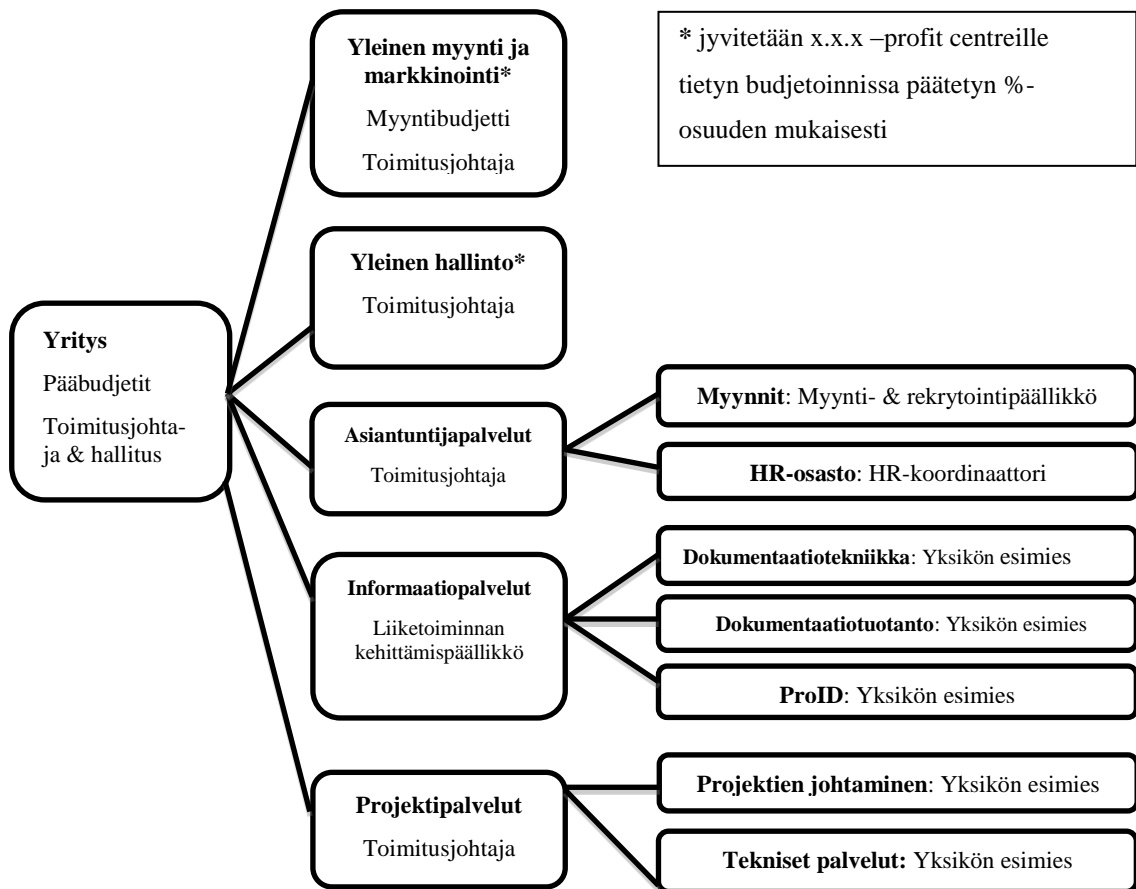 Yleinen myynti ja
markkinointi*
Myyntibudjetti
Toimitusjohtaja
* jyvitetään x.x.x –profit centreille
tietyn budjetoinnissa päätetyn %-
osuuden mukaisesti
Yleinen hallinto*
Toimitusjohtaja
Yritys
Pääbudjetit
Toimitusjohta-
ja & hallitus
Asiantuntijapalvelut
Toimitusjohtaja
Myynnit: Myynti- & rekrytointipäällikkö
HR-osasto: HR-koordinaattori
Informaatiopalvelut
Liiketoiminnan
kehittämispäällikkö
Dokumentaatiotekniikka: Yksikön esimies
Dokumentaatiotuotanto: Yksikön esimies
ProID: Yksikön esimies
Projektipalvelut
Toimitusjohtaja
Projektien johtaminen: Yksikön esimies
Tekniset palvelut: Yksikön esimies